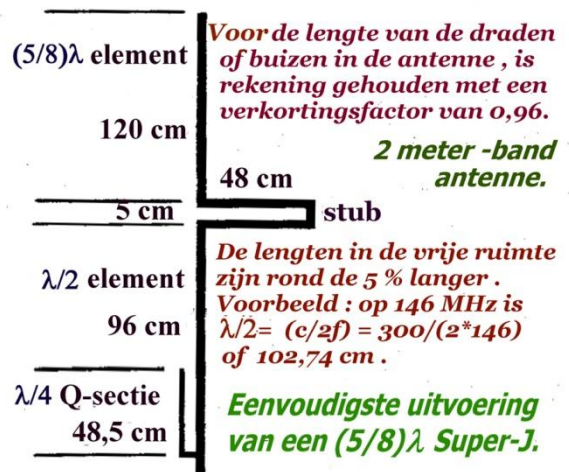 Voor de lengte van de draden
of buizen in de antenne , is
rekening gehouden met een
verkortingsfactor van 0,96.
(5/8)λ element
120 cm
2 meter -band
antenne.
48 cm
5 cm
stub
De lengten in de vrije ruimte
zijn rond de 5 % langer .
Voorbeeld : op 146 MHz is
λ/2= (c/2f) = 300/(2*146)
of 102,74 cm .
λ/2 element
96 cm
λ/4 Q-sectie
48,5 cm
Eenvoudigste uitvoering
van een (5/8)λ Super-J.